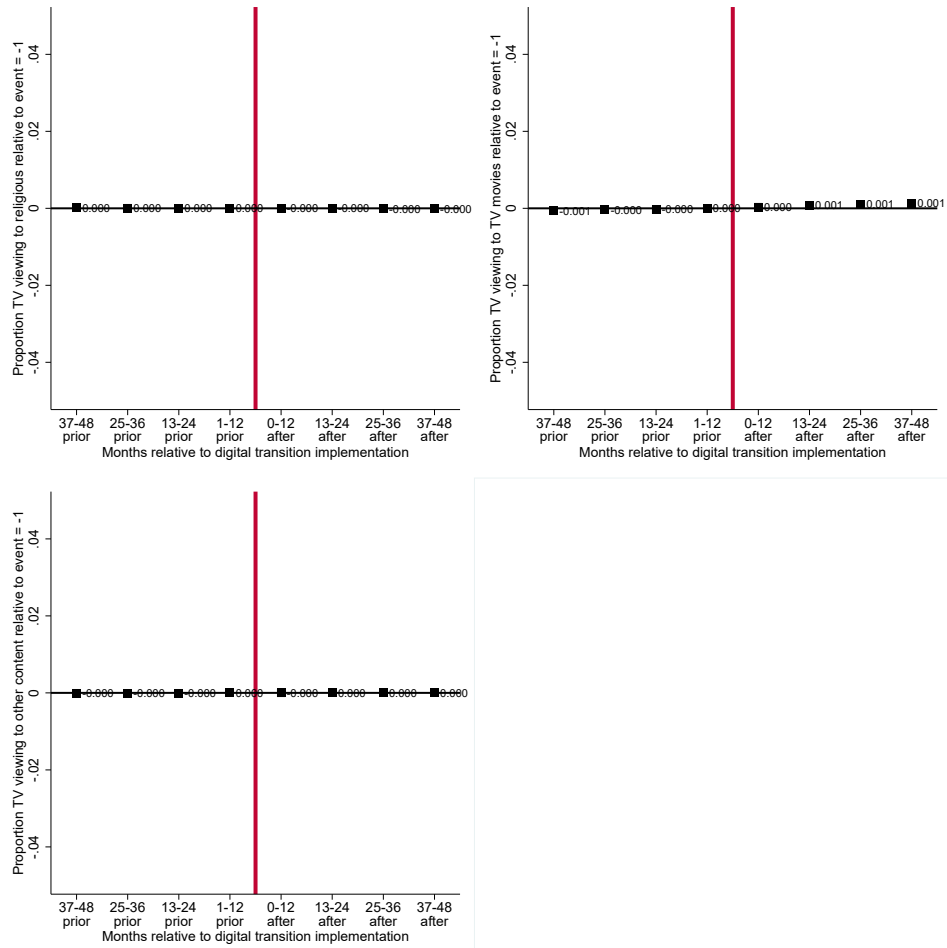 Proportion TV viewing to religious relative to event = -1
.04
.02
0
-.02
-.04
0.000 0.000 0.000 0.000 -0.000 -0.000 -0.000 -0.000
37-48 25-36 13-24 1-12 0-12 13-24 25-36 37-48
prior prior prior prior after after after after
Months relative to digital transition implementation
Proportion TV viewing to TV movies relative to event = -1
.04
.02
0
-.02
-.04
-0.001 -0.000 -0.000 0.000 0.000 0.001 0.001 0.001
37-48 25-36 13-24 1-12 0-12 13-24 25-36 37-48
prior prior prior prior after after after after
Months relative to digital transition implementation
Proportion TV viewing to other content relative to event = -1
.04
.02
0
-.02
-.04
-0.000 -0.000 -0.000 0.000 0.000 0.000 0.000 0.000
37-48 25-36 13-24 1-12 0-12 13-24 25-36 37-48
prior prior prior prior after after after after
Months relative to digital transition implementation